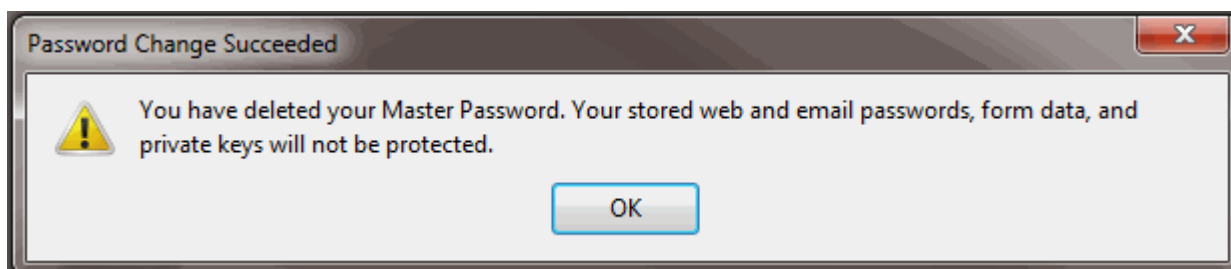 Password Change Succeeded
You have deleted your Master Password. Your stored web and email passwords, form data, and
private keys will not be protected.
OK